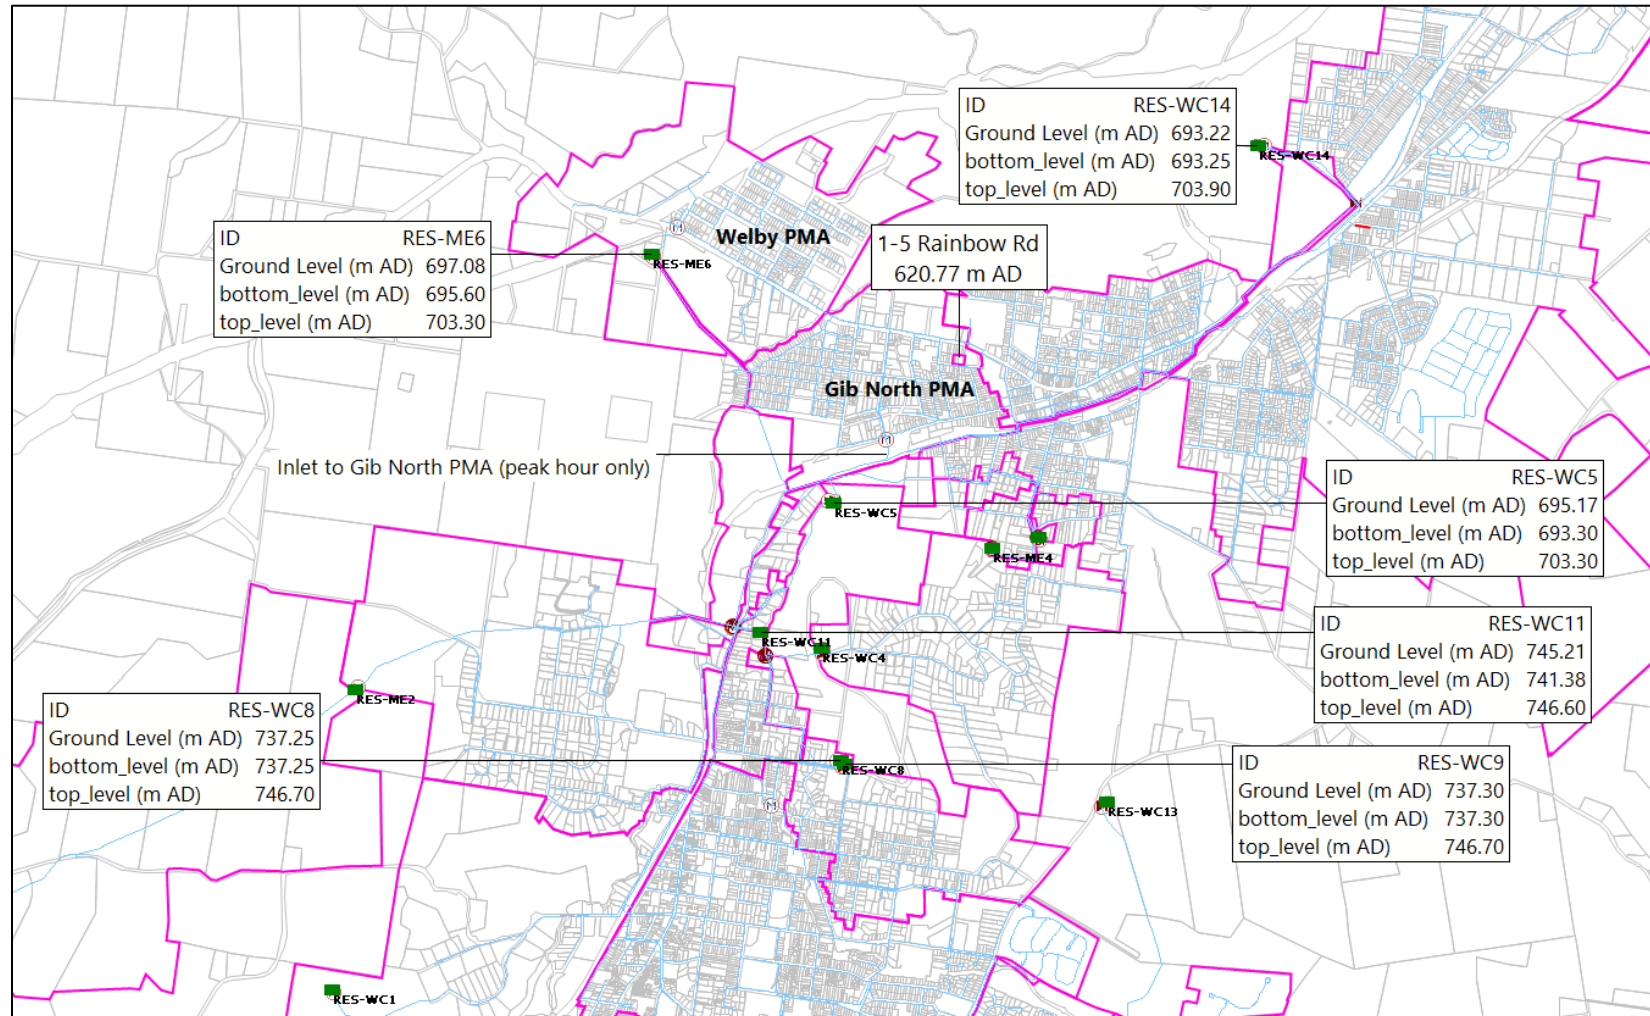 ID RES-WC14
Ground Level (m AD) 693.22
bottom_level (m AD) 693.25
top_level (m AD) 703.90
RES-WC14
ID RES-ME6
Ground Level (m AD) 697.08
bottom_level (m AD) 695.60
top_level (m AD) 703.30
RES-ME6
Welby PMA
1-5 Rainbow Rd
620.77 m AD
Gib North PMA
M
M
Inlet to Gib North PMA (peak hour only)
ID RES-WC5
Ground Level (m AD) 695.17
bottom_level (m AD) 693.30
top_level (m AD) 703.30
RES-WC5
RES-ME4
ID RES-WC11
Ground Level (m AD) 745.21
bottom_level (m AD) 741.38
top_level (m AD) 746.60
RES-WC11
RES-WC4
RES-ME2
ID RES-WC8
Ground Level (m AD) 737.25
bottom_level (m AD) 737.25
top_level (m AD) 746.70
RES-WC8
M
ID RES-WC9
Ground Level (m AD) 737.30
bottom_level (m AD) 737.30
top_level (m AD) 746.70
RES-WC13
RES-WC1